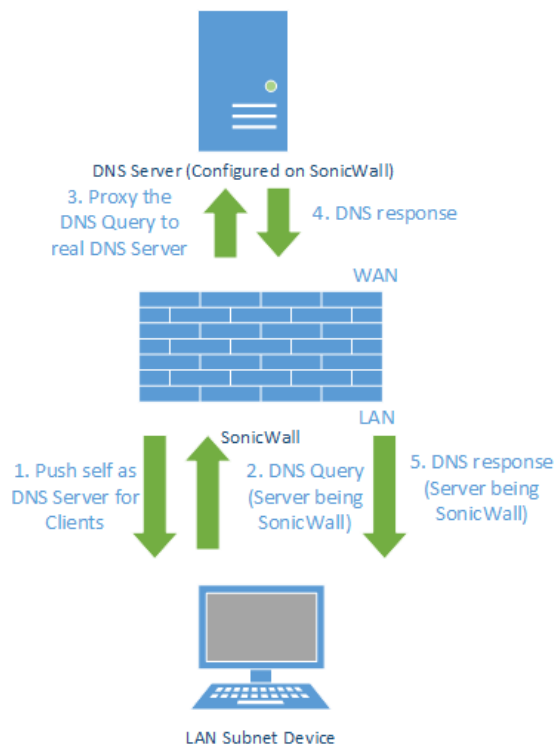 DNS Server (Configured on SonicWall)
3. Proxy the
DNS Query to
real DNS Server
4. DNS response
WAN
LAN
SonicWall
1. Push self as
DNS Server for
Clients
2. DNS Query
(Server being
SonicWall)
5. DNS response
(Server being
SonicWall)
LAN Subnet Device